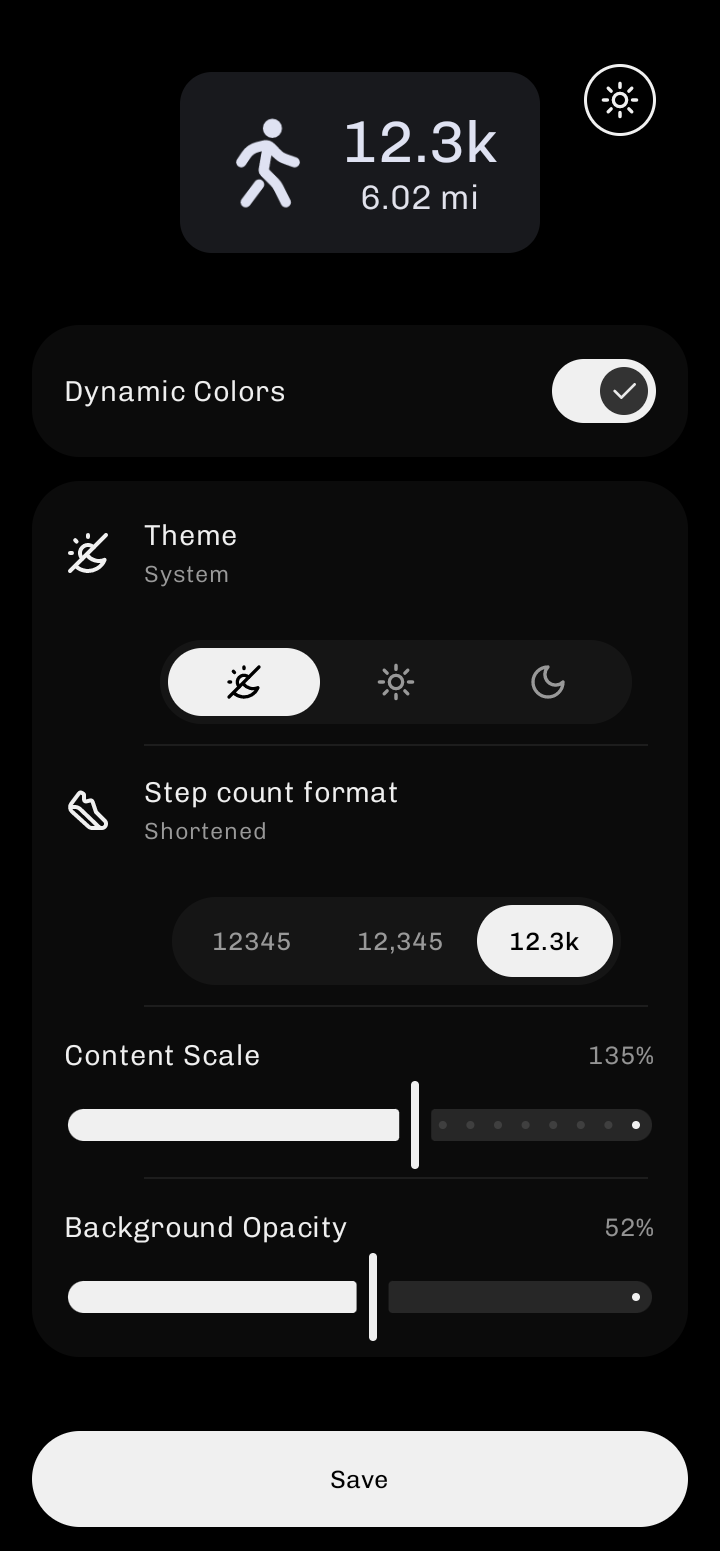 12.3k
6.02 mi
Dynamic Colors
Theme
System
Step count format
Shortened
12345 12,345 12.3k
Content Scale 135%
Background Opacity 52%
Save